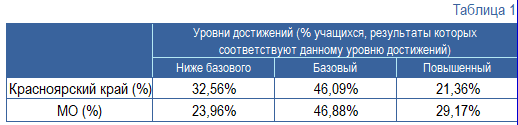 Таблица 1
Уровни достижений (% учащихся, результаты которых
соответствуют данному уровню достижений)
Ниже базового Базовый Повышенный
Красноярский край (%) 32,56% 46,09% 21,36%
МО (%) 23,96% 46,88% 29,17%